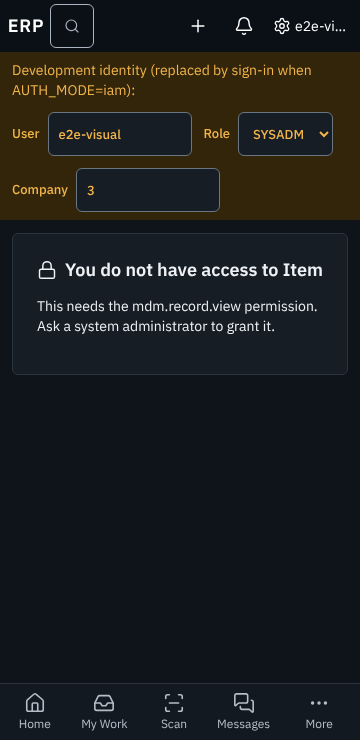 ERP
e2e-vi...
Development identity (replaced by sign-in when
AUTH_MODE=iam):
User e2e-visual Role SYSADM
Company 3
You do not have access to Item
This needs the mdm.record.view permission.
Ask a system administrator to grant it.
Home My Work Scan Messages More